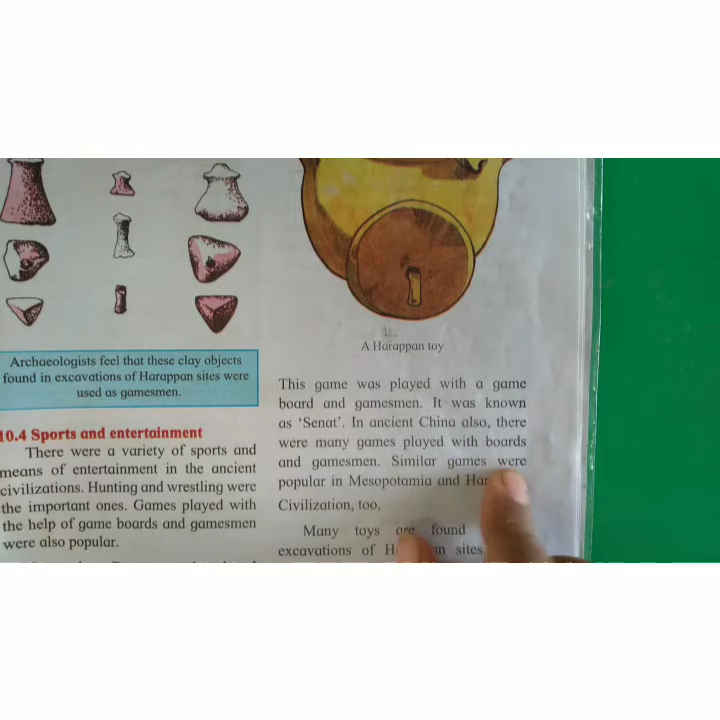 Archaeologists feel that these clay objects
found in excavations of Harappan sites were
used as gamesmen.
10.4 Sports and entertainment
There were a variety of sports and
means of entertainment in the ancient
civilizations. Hunting and wrestling were
the important ones. Games played with
the help of game boards and gamesmen
were also popular.
A Harappan toy
This game was played with a game
board and gamesmen. It was known
as ‘Senat’. In ancient China also, there
were many games played with boards
and gamesmen. Similar games were
popular in Mesopotamia and
Civilization, too.
Many toys are found
excavations of sites.